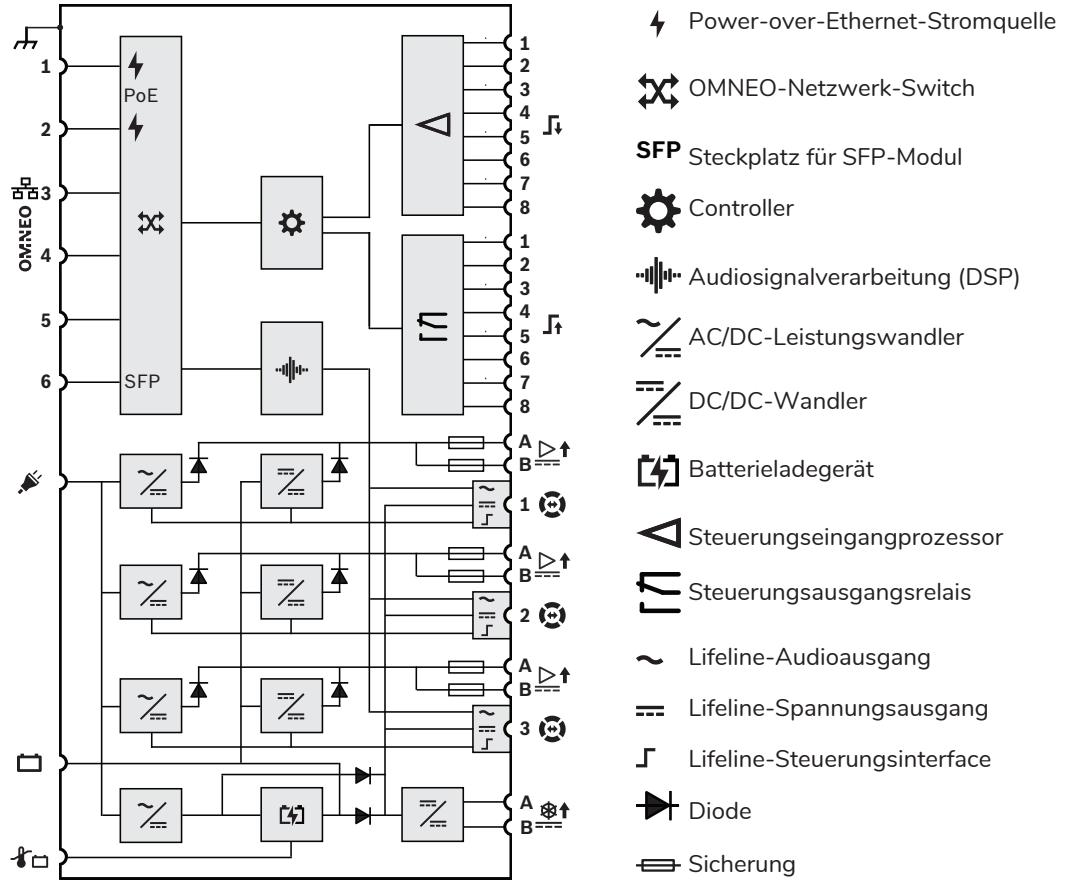 1
PoE
2
3
OMNEO
4
5
6
SFP
1
2
3
4
5
6
7
8
1
2
3
4
5
6
7
8
A
B
1
A
B
2
A
B
3
A
B
Power-over-Ethernet-Stromquelle
OMNEO-Netzwerk-Switch
SFP Steckplatz für SFP-Modul
Controller
Audiosignalverarbeitung (DSP)
AC/DC-Leistungswandler
DC/DC-Wandler
Batterieladegerät
Steuerungseingangprozessor
Steuerungsausgangsrelais
Lifeline-Audioausgang
Lifeline-Spannungsausgang
Lifeline-Steuerungsinterface
Diode
Sicherung